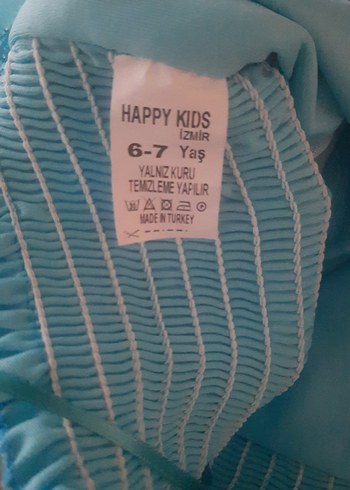 HAPPY KIDS
İZMİR
6-7 Yaş
YALNIZ KURU
TEMİZLEME YAPILIR
MADE IN TURKEY